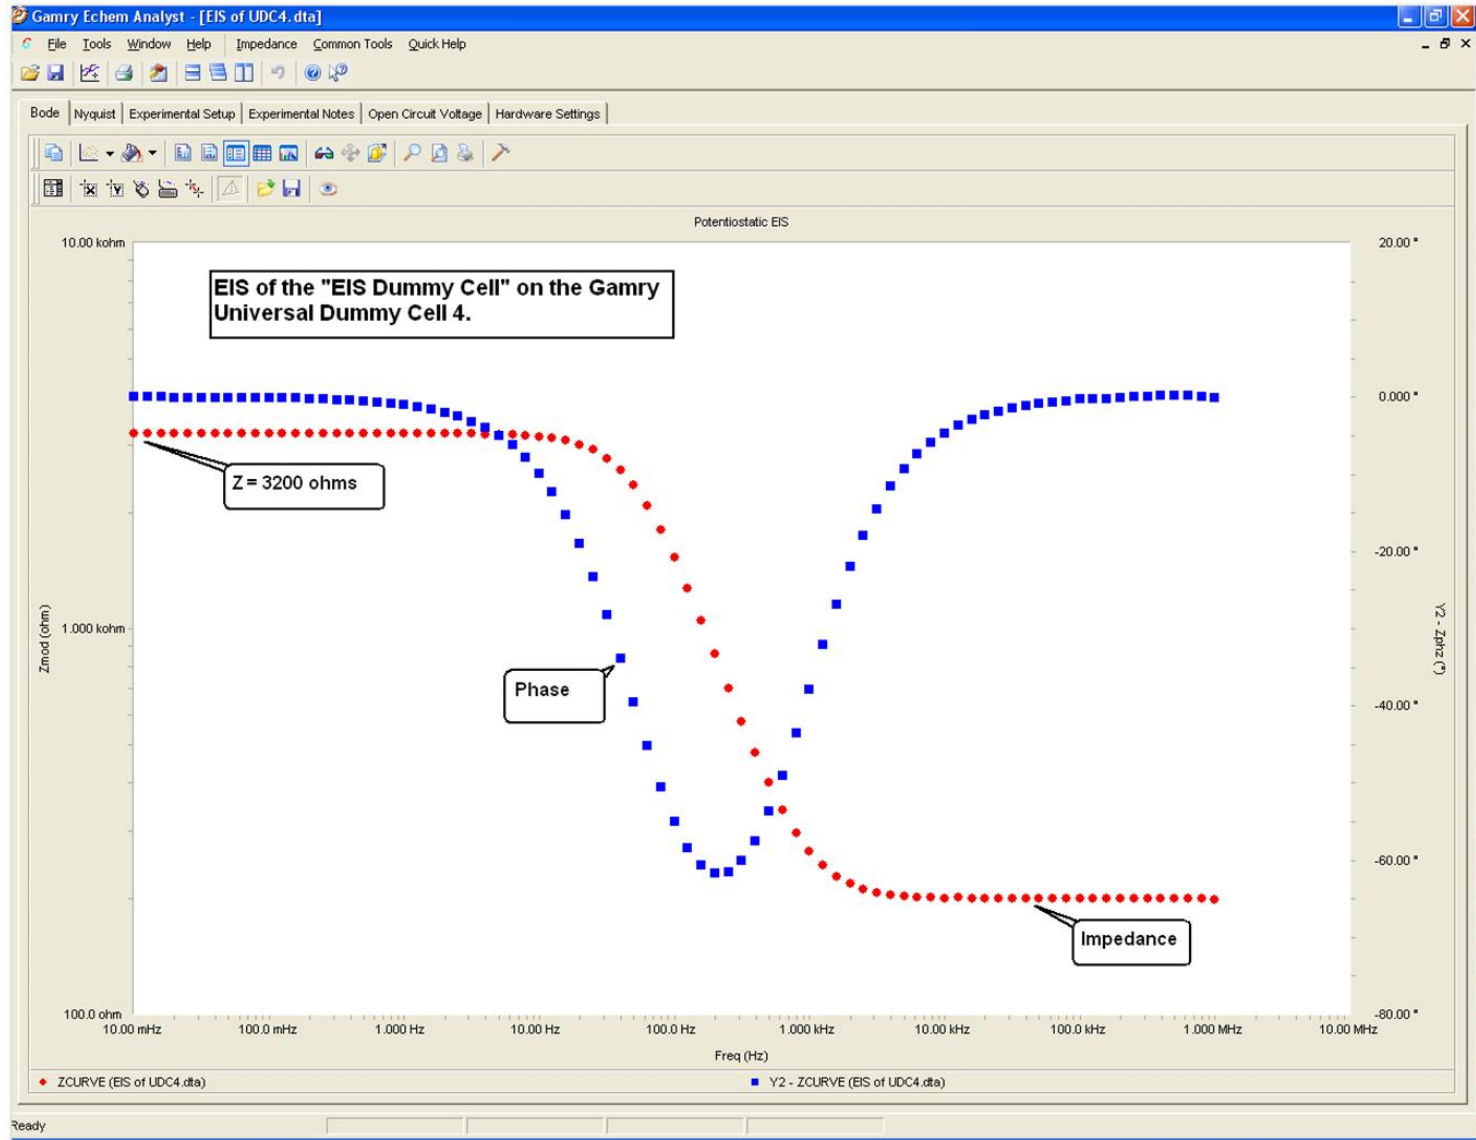 Gamry Echem Analyst - [EIS of UDC4.dta]
File Tools Window Help Impedance Common Tools Quick Help
Bode Nyquist Experimental Setup Experimental Notes Open Circuit Voltage Hardware Settings
Potentiostatic EIS
10.00 kohm
20.00 °
EIS of the "EIS Dummy Cell" on the Gamry
Universal Dummy Cell 4.
0.000 °
Z = 3200 ohms
-20.00 °
1.000 kohm
Zmod (ohm)
Y2 - Zphz (°)
Phase
-40.00 °
-60.00 °
Impedance
100.0 ohm
-80.00 °
10.00 mHz 100.0 mHz 1.000 Hz 10.00 Hz 100.0 Hz 1.000 kHz 10.00 kHz 100.0 kHz 1.000 MHz 10.00 MHz
Freq (Hz)
ZCURVE (EIS of UDC4.dta) Y2 - ZCURVE (EIS of UDC4.dta)
Ready